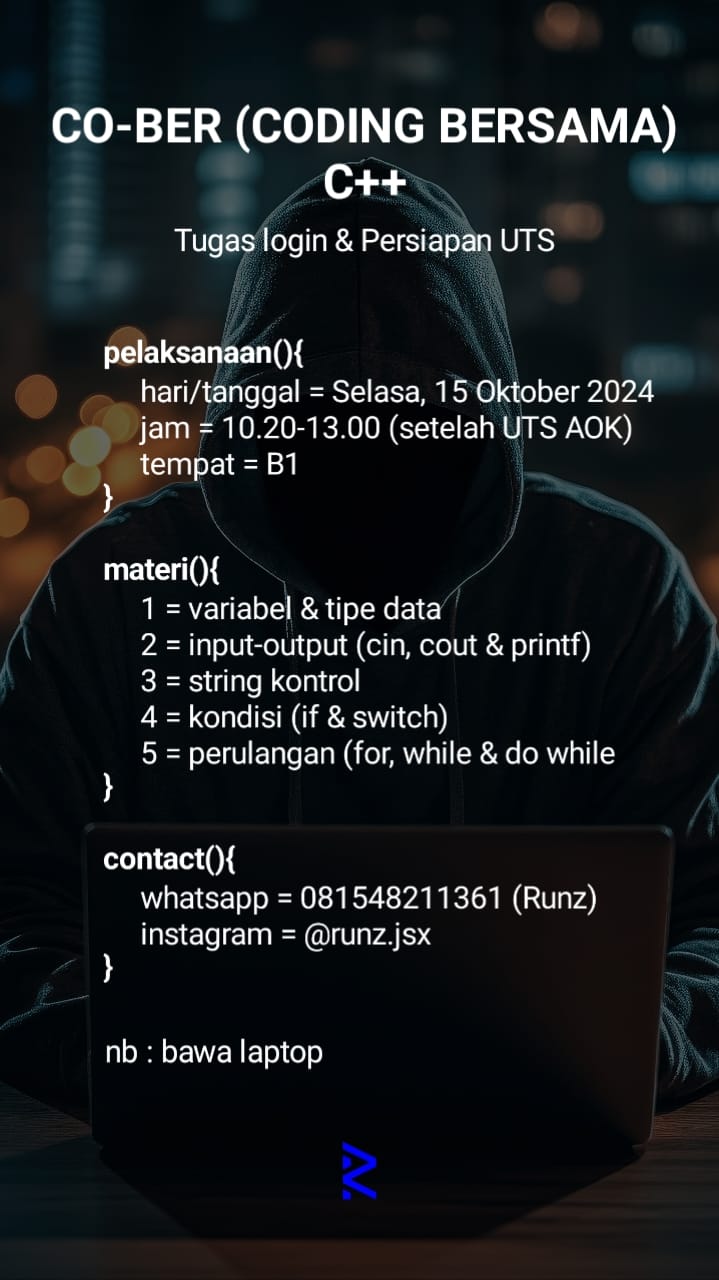 CO-BER (CODING BERSAMA)
C++
Tugas login & Persiapan UTS
pelaksanaan(){
hari/tanggal = Selasa, 15 Oktober 2024
jam = 10.20-13.00 (setelah UTS AOK)
tempat = B1
}
materi(){
1 = variabel & tipe data
2 = input-output (cin, cout & printf)
3 = string kontrol
4 = kondisi (if & switch)
5 = perulangan (for, while & do while
}
contact(){
whatsapp = 081548211361 (Runz)
instagram = @runz.jsx
}
nb : bawa laptop